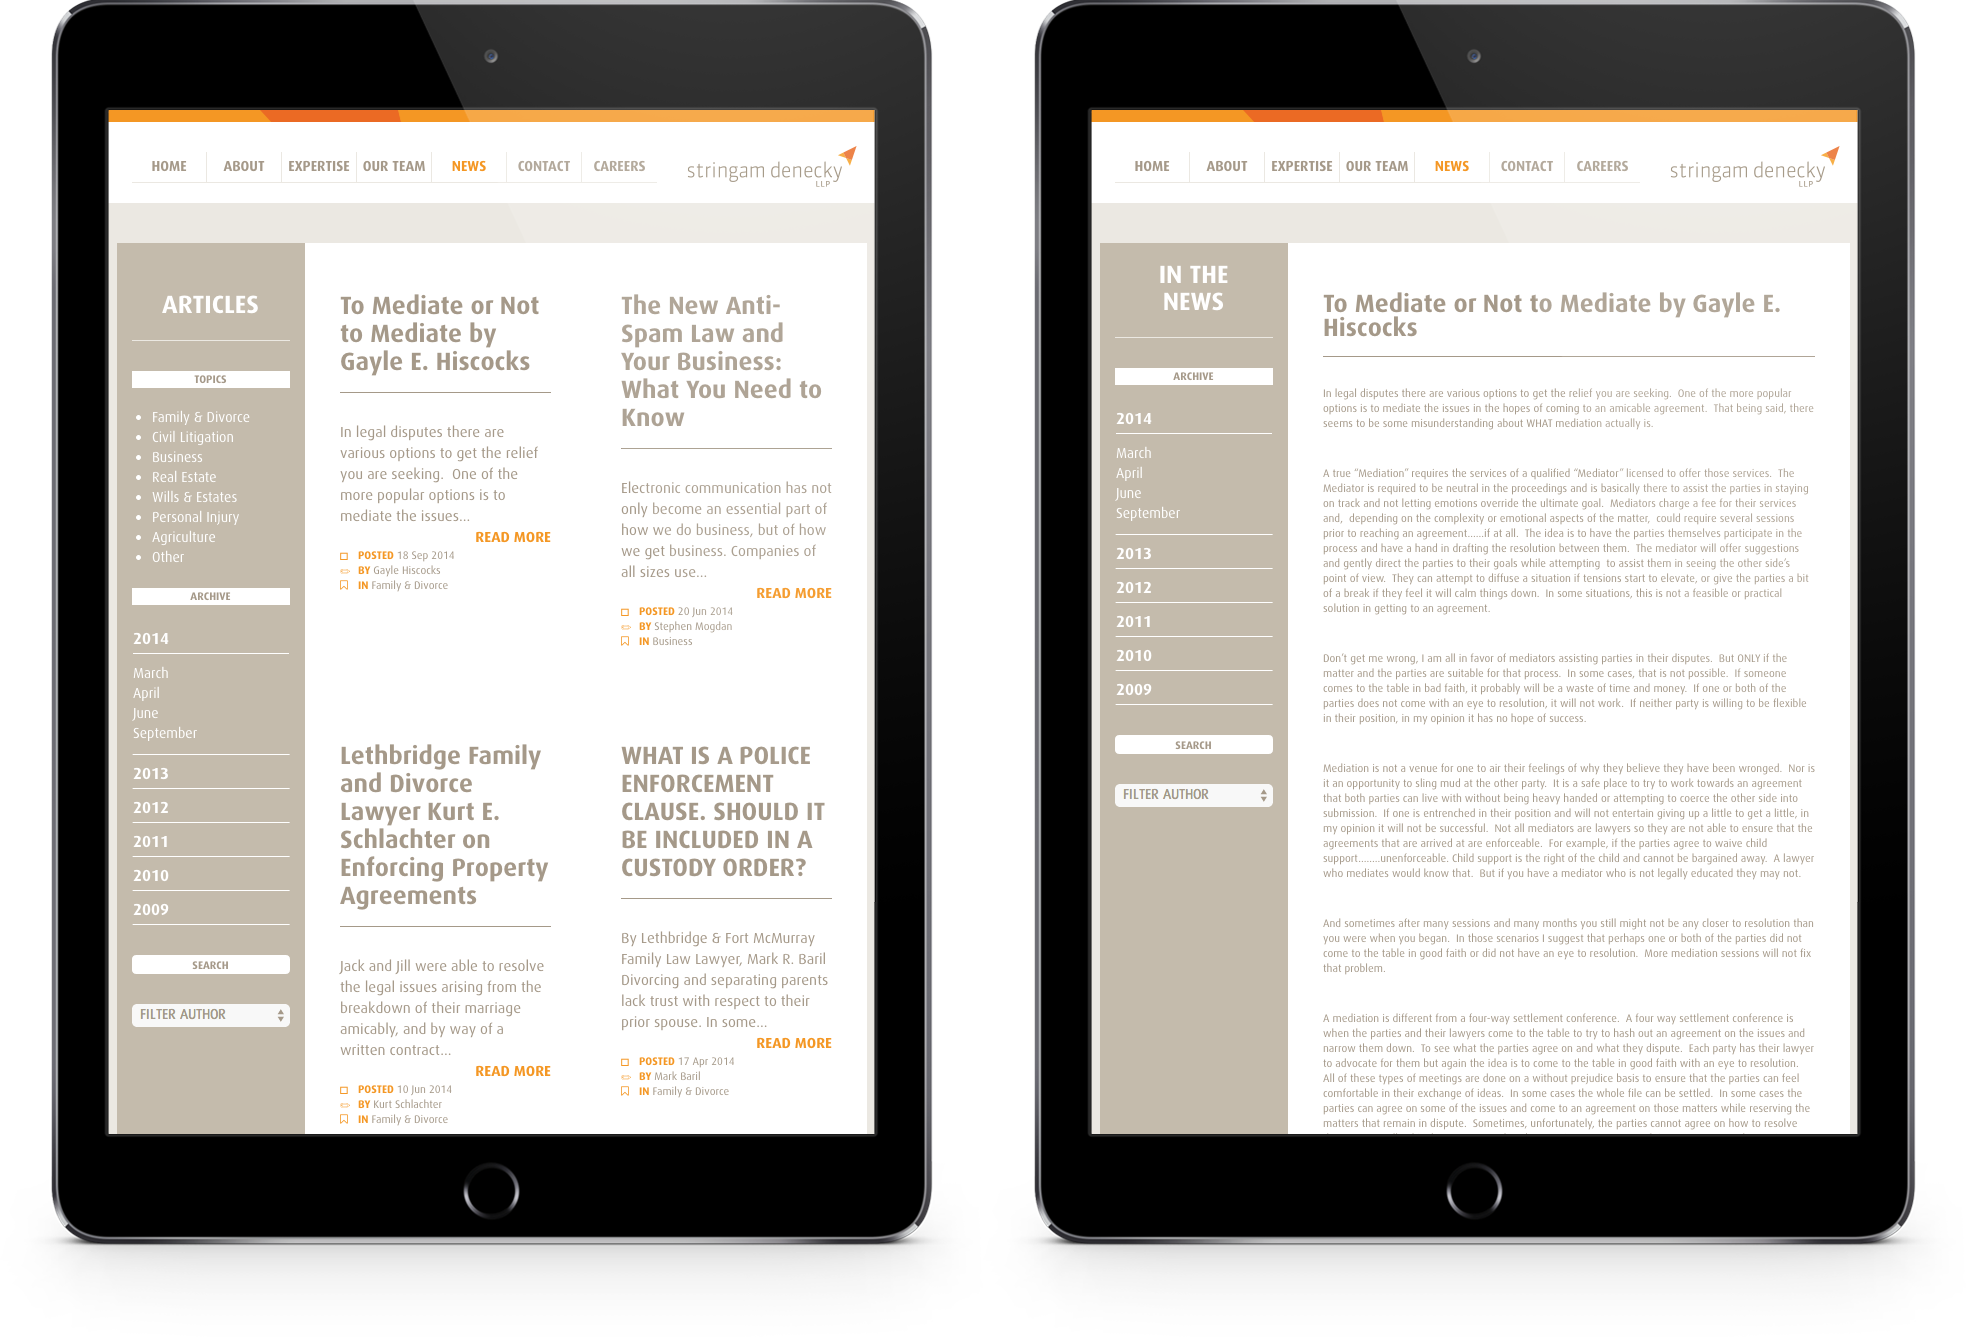 HOME ABOUT EXPERTISE OUR TEAM NEWS CONTACT CAREERS
stringam denecky
LLP
ARTICLES
TOPICS
Family & Divorce
Civil Litigation
Business
Real Estate
Wills & Estates
Personal Injury
Agriculture
Other
ARCHIVE
2014
March
April
June
September
2013
2012
2011
2010
2009
SEARCH
FILTER AUTHOR
To Mediate or Not
to Mediate by
Gayle E. Hiscocks
In legal disputes there are
various options to get the relief
you are seeking.  One of the
more popular options is to
mediate the issues...
READ MORE
POSTED 18 Sep 2014
BY Gayle Hiscocks
IN Family & Divorce
The New Anti-
Spam Law and
Your Business:
What You Need to
Know
Electronic communication has not
only become an essential part of
how we do business, but of how
we get business. Companies of
all sizes use...
READ MORE
POSTED 20 Jun 2014
BY Stephen Mogdan
IN Business
Lethbridge Family
and Divorce
Lawyer Kurt E.
Schlachter on
Enforcing Property
Agreements
Jack and Jill were able to resolve
the legal issues arising from the
breakdown of their marriage
amicably, and by way of a
written contract...
READ MORE
POSTED 10 Jun 2014
BY Kurt Schlachter
IN Family & Divorce
WHAT IS A POLICE
ENFORCEMENT
CLAUSE. SHOULD IT
BE INCLUDED IN A
CUSTODY ORDER?
By Lethbridge & Fort McMurray
Family Law Lawyer, Mark R. Baril
Divorcing and separating parents
lack trust with respect to their
prior spouse. In some...
READ MORE
POSTED 17 Apr 2014
BY Mark Baril
IN Family & Divorce
HOME ABOUT EXPERTISE OUR TEAM NEWS CONTACT CAREERS
stringam denecky
LLP
IN THE
NEWS
ARCHIVE
2014
March
April
June
September
2013
2012
2011
2010
2009
SEARCH
FILTER AUTHOR
To Mediate or Not to Mediate by Gayle E.
Hiscocks
In legal disputes there are various options to get the relief you are seeking.  One of the more popular
options is to mediate the issues in the hopes of coming to an amicable agreement.  That being said, there
seems to be some misunderstanding about WHAT mediation actually is.
A true “Mediation” requires the services of a qualified “Mediator” licensed to offer those services.  The
Mediator is required to be neutral in the proceedings and is basically there to assist the parties in staying
on track and not letting emotions override the ultimate goal.  Mediators charge a fee for their services
and,  depending on the complexity or emotional aspects of the matter,  could require several sessions
prior to reaching an agreement......if at all.  The idea is to have the parties themselves participate in the
process and have a hand in drafting the resolution between them.  The mediator will offer suggestions
and gently direct the parties to their goals while attempting  to assist them in seeing the other side’s
point of view.  They can attempt to diffuse a situation if tensions start to elevate, or give the parties a bit
of a break if they feel it will calm things down.  In some situations, this is not a feasible or practical
solution in getting to an agreement.
Don’t get me wrong, I am all in favor of mediators assisting parties in their disputes.  But ONLY if the
matter and the parties are suitable for that process.  In some cases, that is not possible.  If someone
comes to the table in bad faith, it probably will be a waste of time and money.  If one or both of the
parties does not come with an eye to resolution, it will not work.  If neither party is willing to be flexible
in their position, in my opinion it has no hope of success.
Mediation is not a venue for one to air their feelings of why they believe they have been wronged.  Nor is
it an opportunity to sling mud at the other party.  It is a safe place to try to work towards an agreement
that both parties can live with without being heavy handed or attempting to coerce the other side into
submission.  If one is entrenched in their position and will not entertain giving up a little to get a little, in
my opinion it will not be successful.  Not all mediators are lawyers so they are not able to ensure that the
agreements that are arrived at are enforceable.  For example, if the parties agree to waive child
support........unenforceable. Child support is the right of the child and cannot be bargained away.  A lawyer
who mediates would know that.  But if you have a mediator who is not legally educated they may not.
And sometimes after many sessions and many months you still might not be any closer to resolution than
you were when you began.  In those scenarios I suggest that perhaps one or both of the parties did not
come to the table in good faith or did not have an eye to resolution.  More mediation sessions will not fix
that problem.
A mediation is different from a four-way settlement conference.  A four way settlement conference is
when the parties and their lawyers come to the table to try to hash out an agreement on the issues and
narrow them down.  To see what the parties agree on and what they dispute.  Each party has their lawyer
to advocate for them but again the idea is to come to the table in good faith with an eye to resolution.
All of these types of meetings are done on a without prejudice basis to ensure that the parties can feel
comfortable in their exchange of ideas.  In some cases the whole file can be settled.  In some cases the
parties can agree on some of the issues and come to an agreement on those matters while reserving the
matters that remain in dispute.  Sometimes, unfortunately, the parties cannot agree on how to resolve